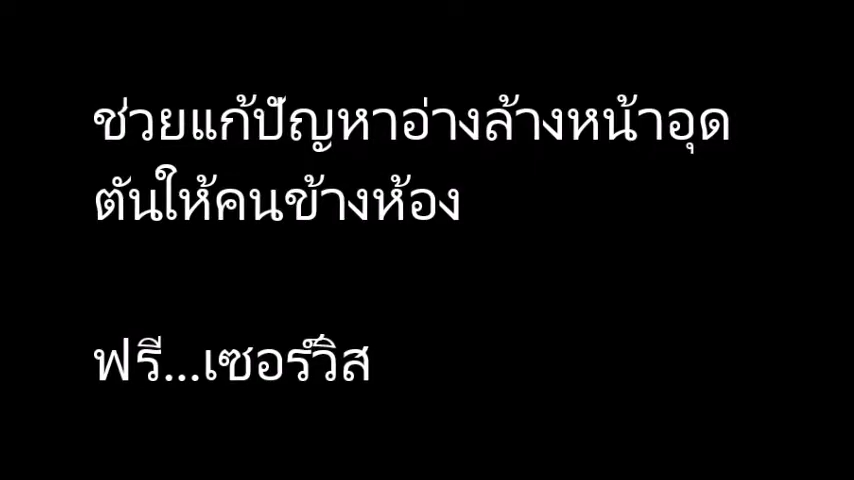 ช่วยแก้ปัญหาอ่างล้างหน้าอุด
ตันให้คนข้างห้อง
ฟรี...เซอร์วิส